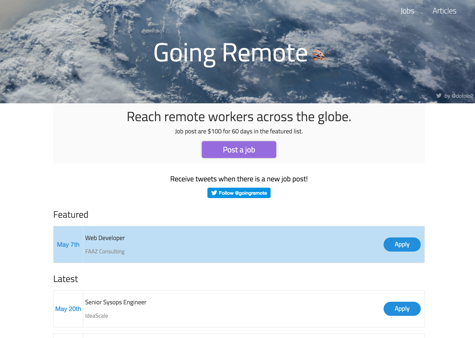 Jobs Articles
Going Remote
Reach remote workers across the globe.
Job post are $100 for 60 days in the featured list.
Post a job
Receive tweets when there is a new job post!
Follow @goingremote
Featured
May 7th
Web Developer
FAAZ Consulting
Apply
Latest
May 20th
Senior Sysops Engineer
IdeaScale
Apply